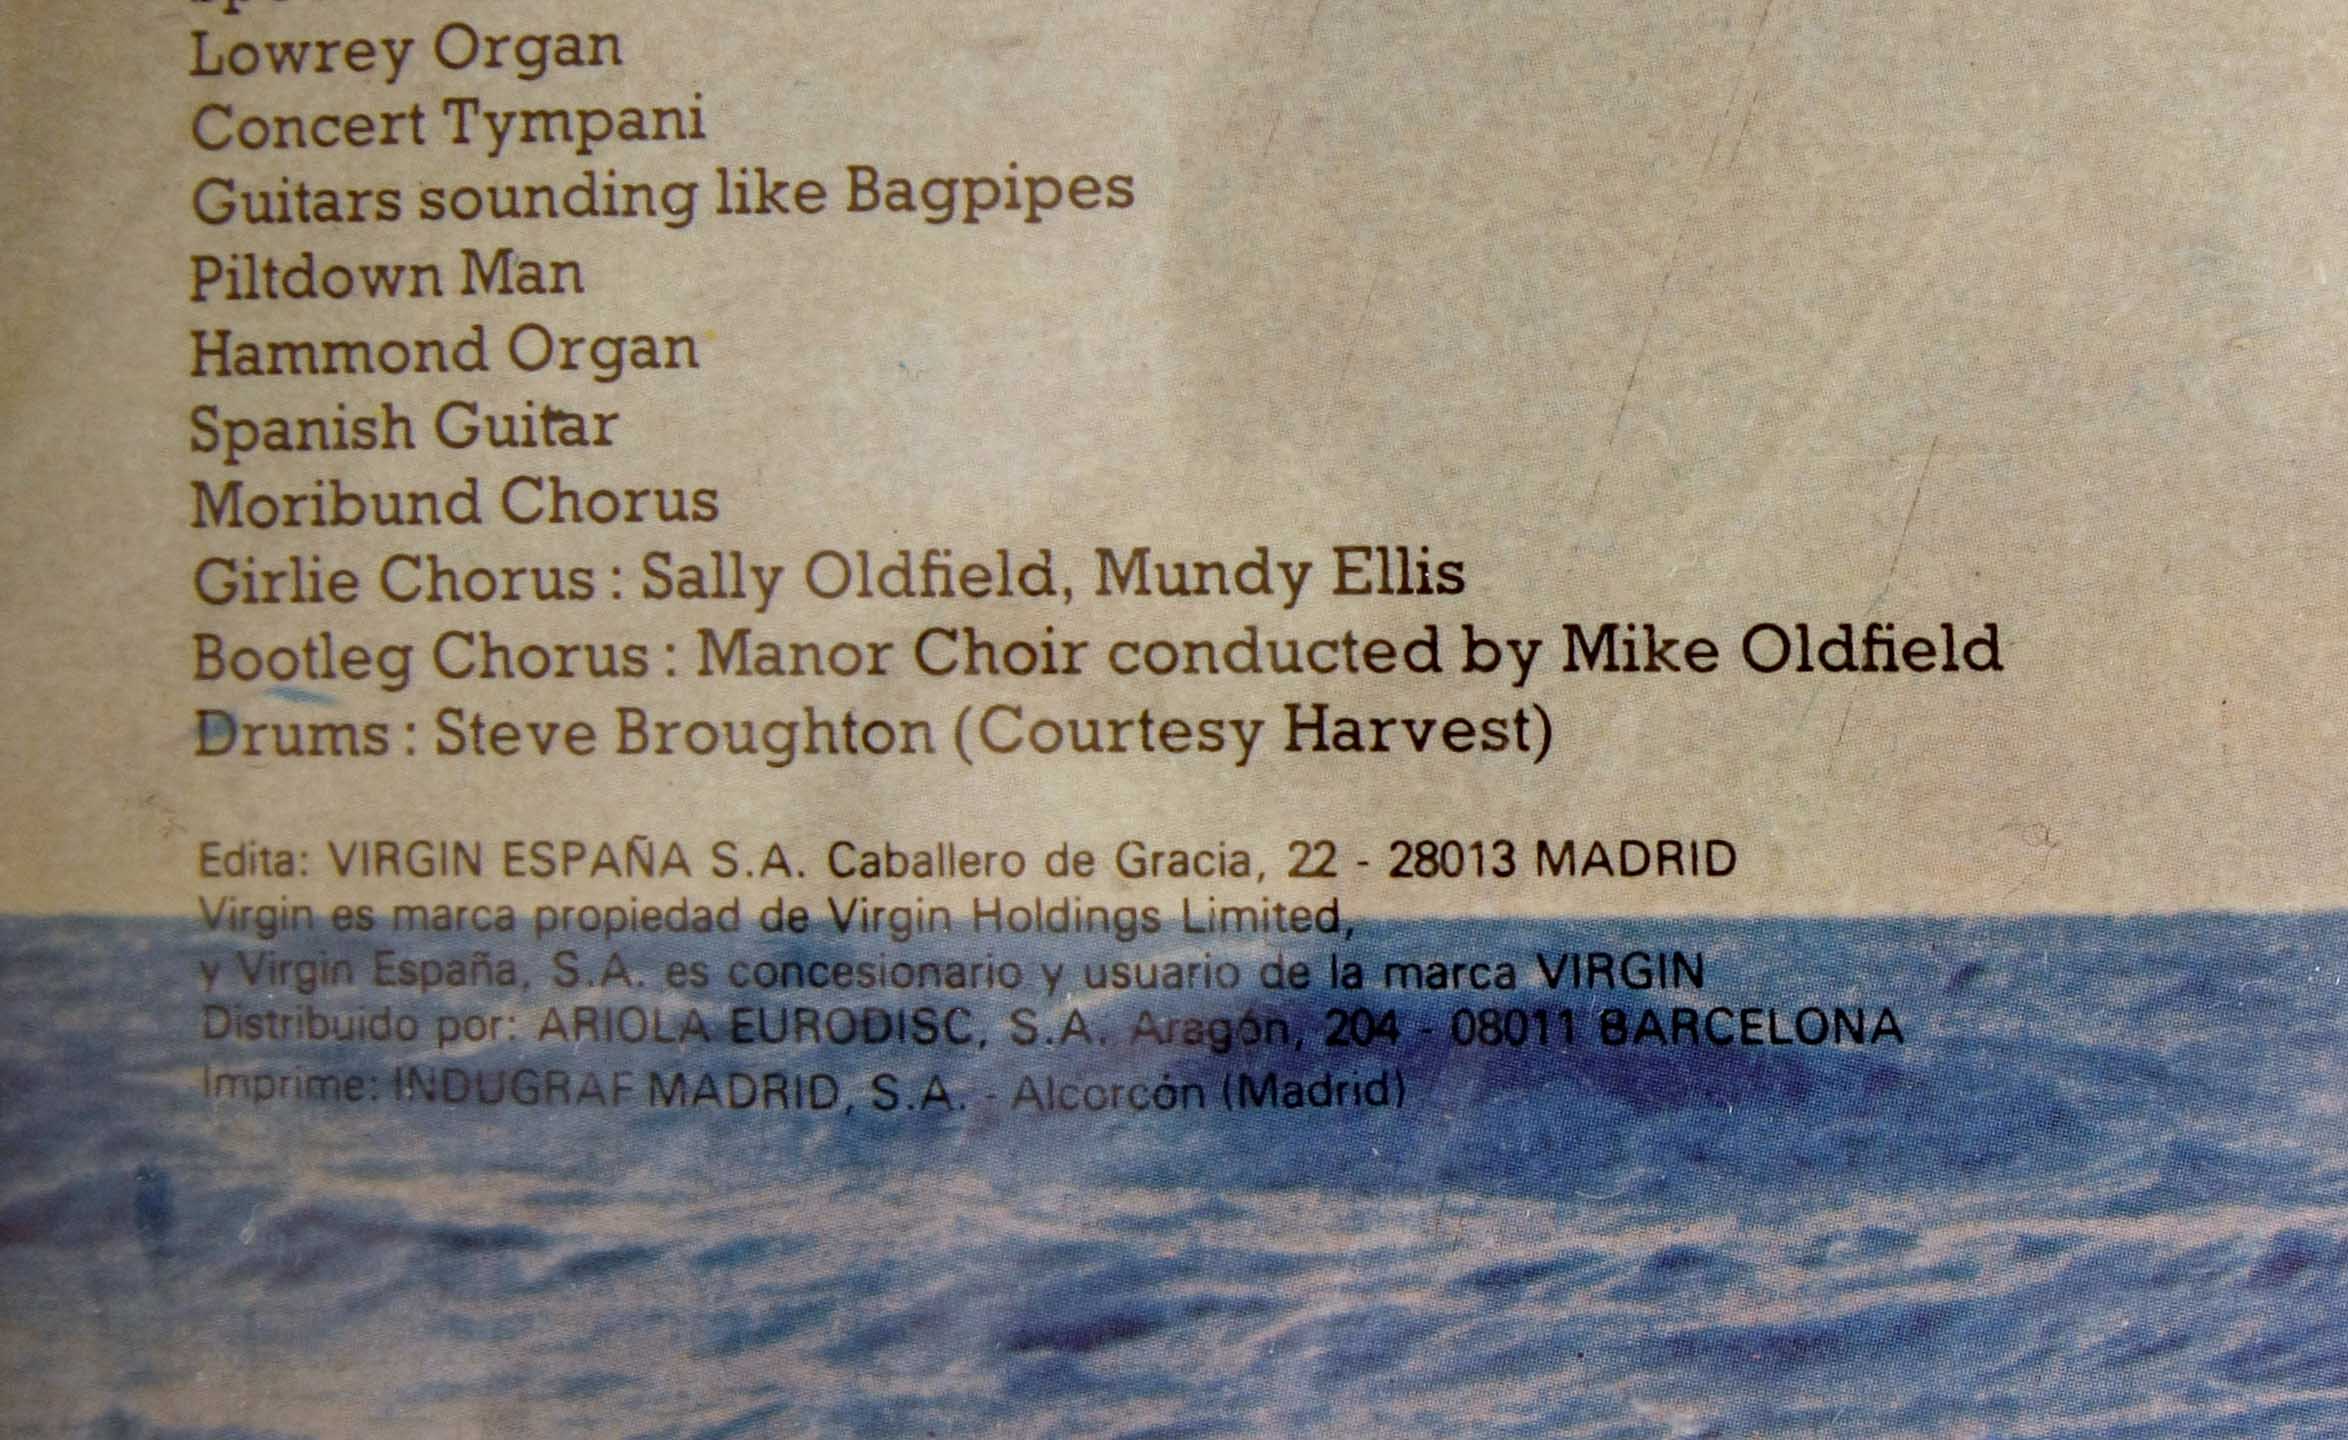 Lowrey Organ
Concert Tympani
Guitars sounding like Bagpipes
Piltdown Man
Hammond Organ
Spanish Guitar
Moribund Chorus
Girlie Chorus : Sally Oldfield, Mundy Ellis
Bootleg Chorus : Manor Choir conducted by Mike Oldfield
Drums : Steve Broughton (Courtesy Harvest)
Edita: VIRGIN ESPAÑA S.A. Caballero de Gracia, 22 - 28013 MADRID
Virgin es marca propiedad de Virgin Holdings Limited,
y Virgin España, S.A. es concesionario y usuario de la marca VIRGIN
Distribuido por: ARIOLA EURODISC, S.A. Aragón, 204 - 08011 BARCELONA
Imprime: INDUGRAF MADRID, S.A. - Alcorcón (Madrid)